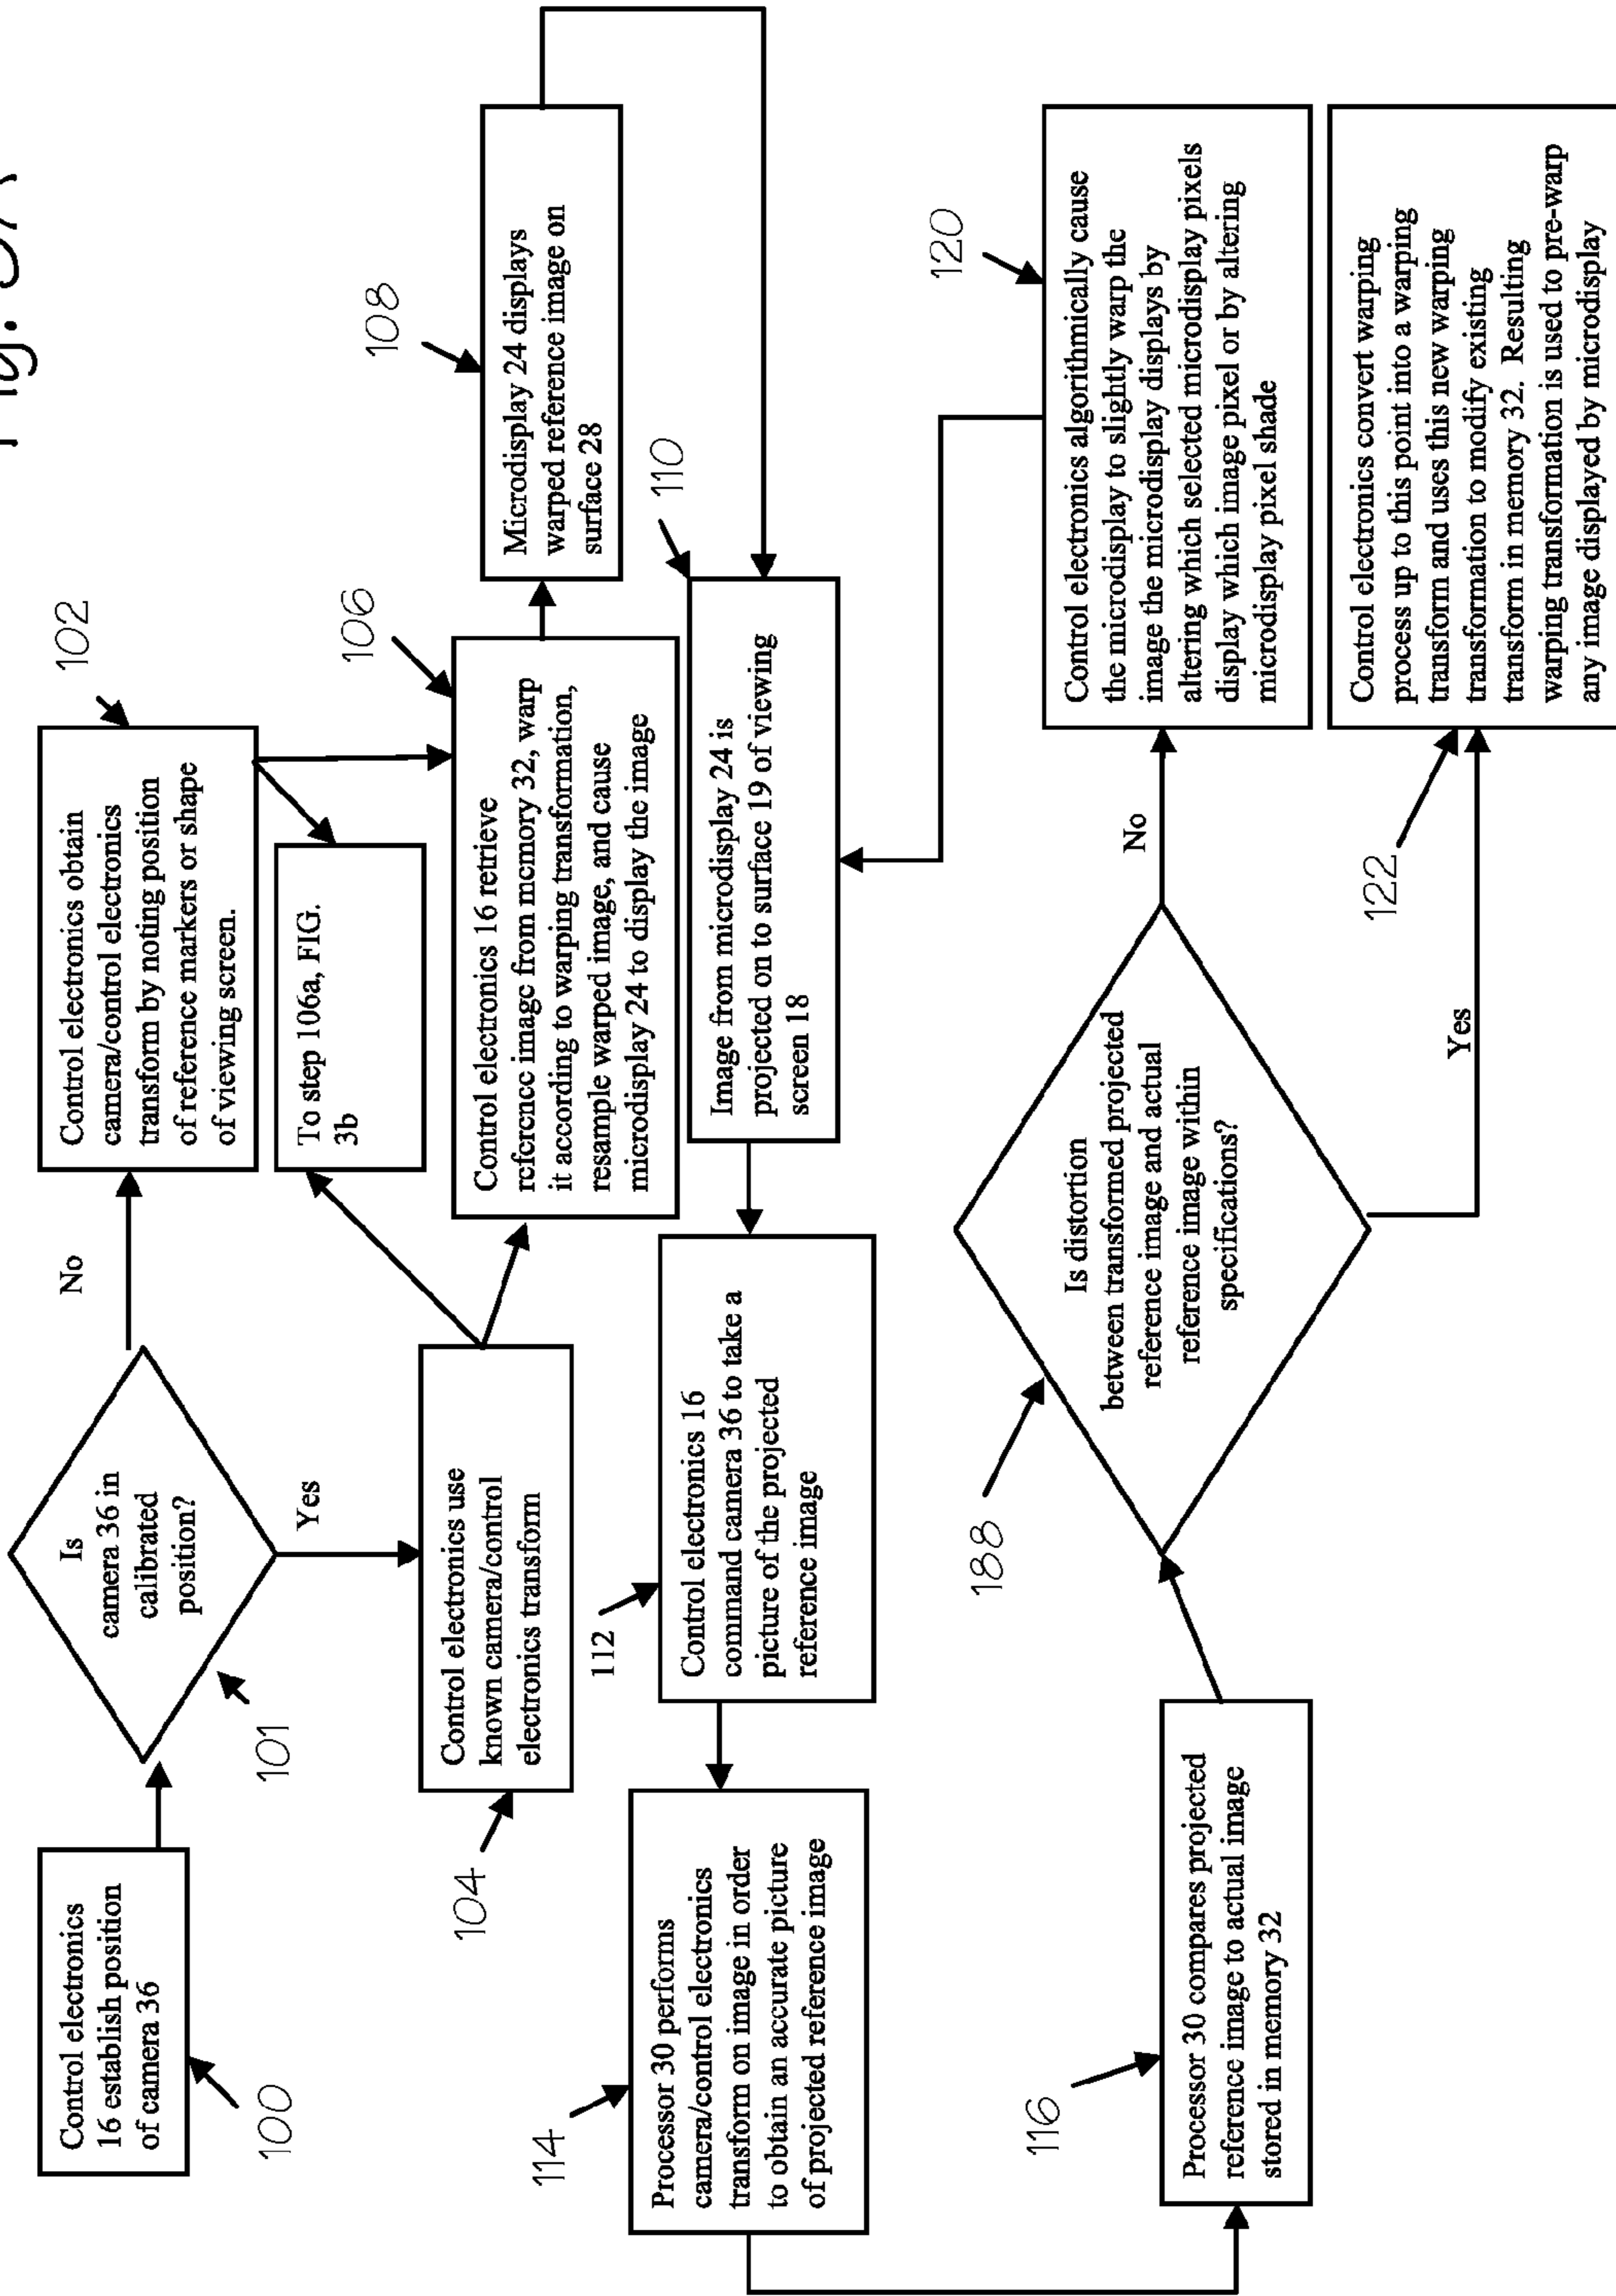 Fig. 3A
Control electronics
16 establish position
of camera 36
100
Is
camera 36 in
calibrated
position?
101
No
Yes
Control electronics obtain
camera/control electronics
transform by noting position
of reference markers or shape
of viewing screen.
102
To step 106a, FIG.
3b
Control electronics use
known camera/control
electronics transform
104
Control electronics 16 retrieve
reference image from memory 32, warp
it according to warping transformation,
resample warped image, and cause
microdisplay 24 to display the image
106
Microdisplay 24 displays
warped reference image on
surface 28
108
Image from microdisplay 24 is
projected on to surface 19 of viewing
screen 18
110
Control electronics 16
command camera 36 to take a
picture of the projected
reference image
112
Processor 30 performs
camera/control electronics
transform on image in order
to obtain an accurate picture
of projected reference image
114
Processor 30 compares projected
reference image to actual image
stored in memory 32
116
Is distortion
between transformed projected
reference image and actual
reference image within
specifications?
188
No
Yes
Control electronics algorithmically cause
the microdisplay to slightly warp the
image the microdisplay displays by
altering which selected microdisplay pixels
display which image pixel or by altering
microdisplay pixel shade
120
Control electronics convert warping
process up to this point into a warping
transform and uses this new warping
transformation to modify existing
transform in memory 32. Resulting
warping transformation is used to pre-warp
any image displayed by microdisplay
122